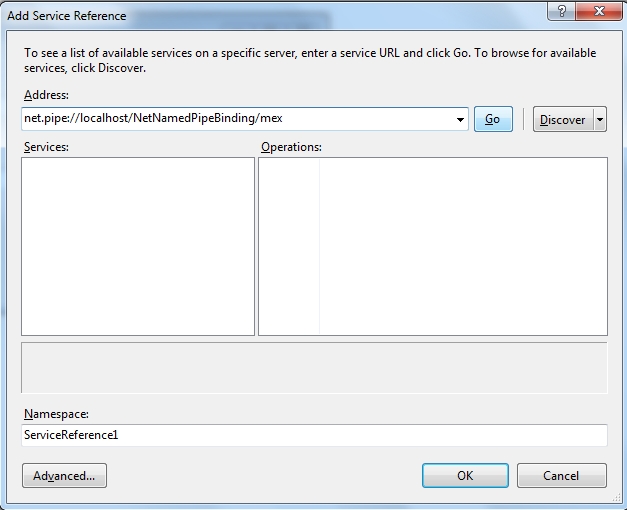 Add Service Reference
To see a list of available services on a specific server, enter a service URL and click Go. To browse for available
services, click Discover.
Address:
net.pipe://localhost/NetNamedPipeBinding/mex
Go
Discover
Services:
Operations:
Namespace:
ServiceReference1
Advanced...
OK
Cancel